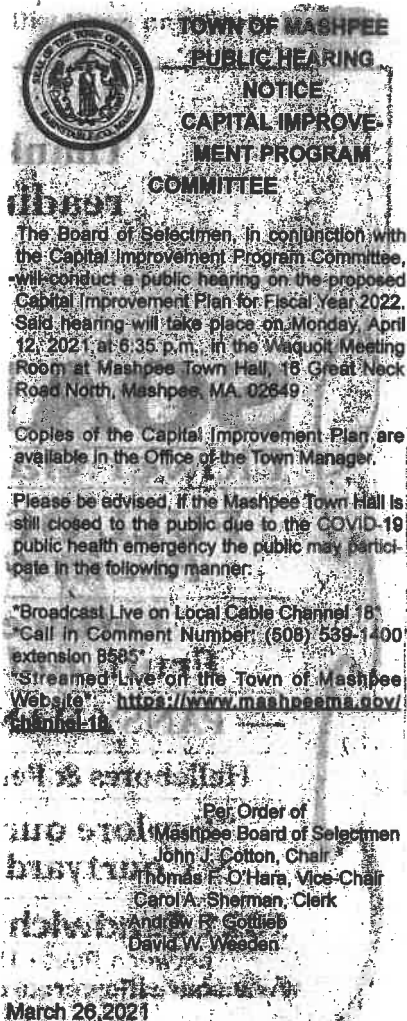 TOWN OF MASHPEE
PUBLIC HEARING
NOTICE
CAPITAL IMPROVE-
MENT PROGRAM
COMMITTEE
The Board of Selectmen, in conjunction with
the Capital Improvement Program Committee,
will conduct a public hearing on the proposed
Capital Improvement Plan for Fiscal Year 2022.
Said hearing will take place on Monday, April
12, 2021 at 6:35 p.m. in the Waquoit Meeting
Room at Mashpee Town Hall, 16 Great Neck
Road North, Mashpee, MA. 02649
Copies of the Capital Improvement Plan are
available in the Office of the Town Manager.
Please be advised, if the Mashpee Town Hall is
still closed to the public due to the COVID-19
public health emergency the public may partici-
pate in the following manner:
*Broadcast Live on Local Cable Channel 18*
*Call in Comment Number: (508) 539-1400
extension 8585*
*Streamed Live on the Town of Mashpee
Website* https://www.mashpeema.gov/
channel-18
Per Order of
Mashpee Board of Selectmen
John J. Cotton, Chair
Thomas F. O'Hara, Vice-Chair
Carol A. Sherman, Clerk
Andrew R. Gottlieb
David W. Weeden
March 26,2021